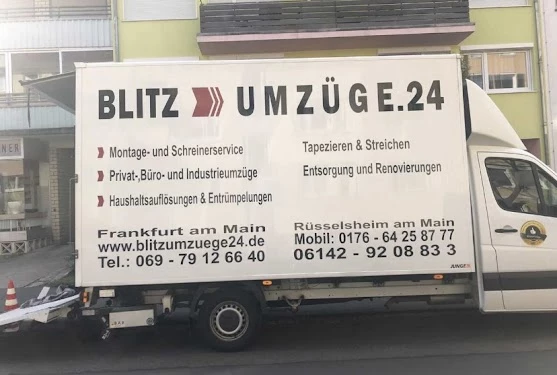 BLITZ UMZÜGE.24
Montage- und Schreinerservice
Privat-,Büro- und Industrieumzüge
Haushaltsauflösungen & Entrümpelungen
Tapezieren & Streichen
Entsorgung und Renovierungen
Frankfurt am Main
www.blitzumzuege24.de
Tel.: 069 - 79 12 66 40
Rüsselsheim am Main
Mobil: 0176 - 64 25 87 77
06142 - 92 08 83 3
JUNGE
NER